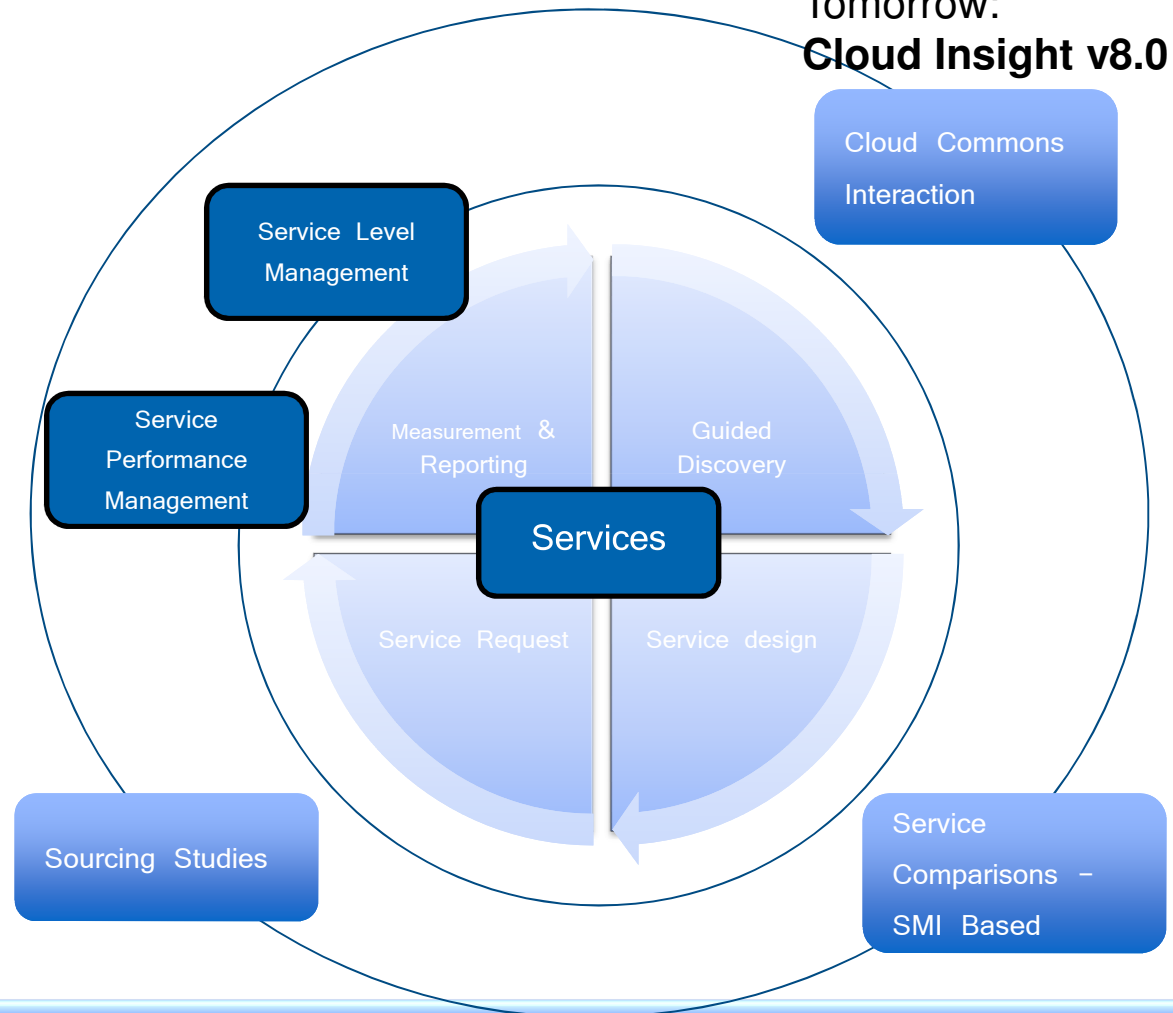 Tomorrow:
Cloud Insight v8.0
Cloud Commons
Interaction
Service Level
Management
Service
Performance
Management
Measurement &
Reporting
Guided
Discovery
Services
Service Request
Service design
Sourcing Studies
Service
Comparisons –
SMI Based